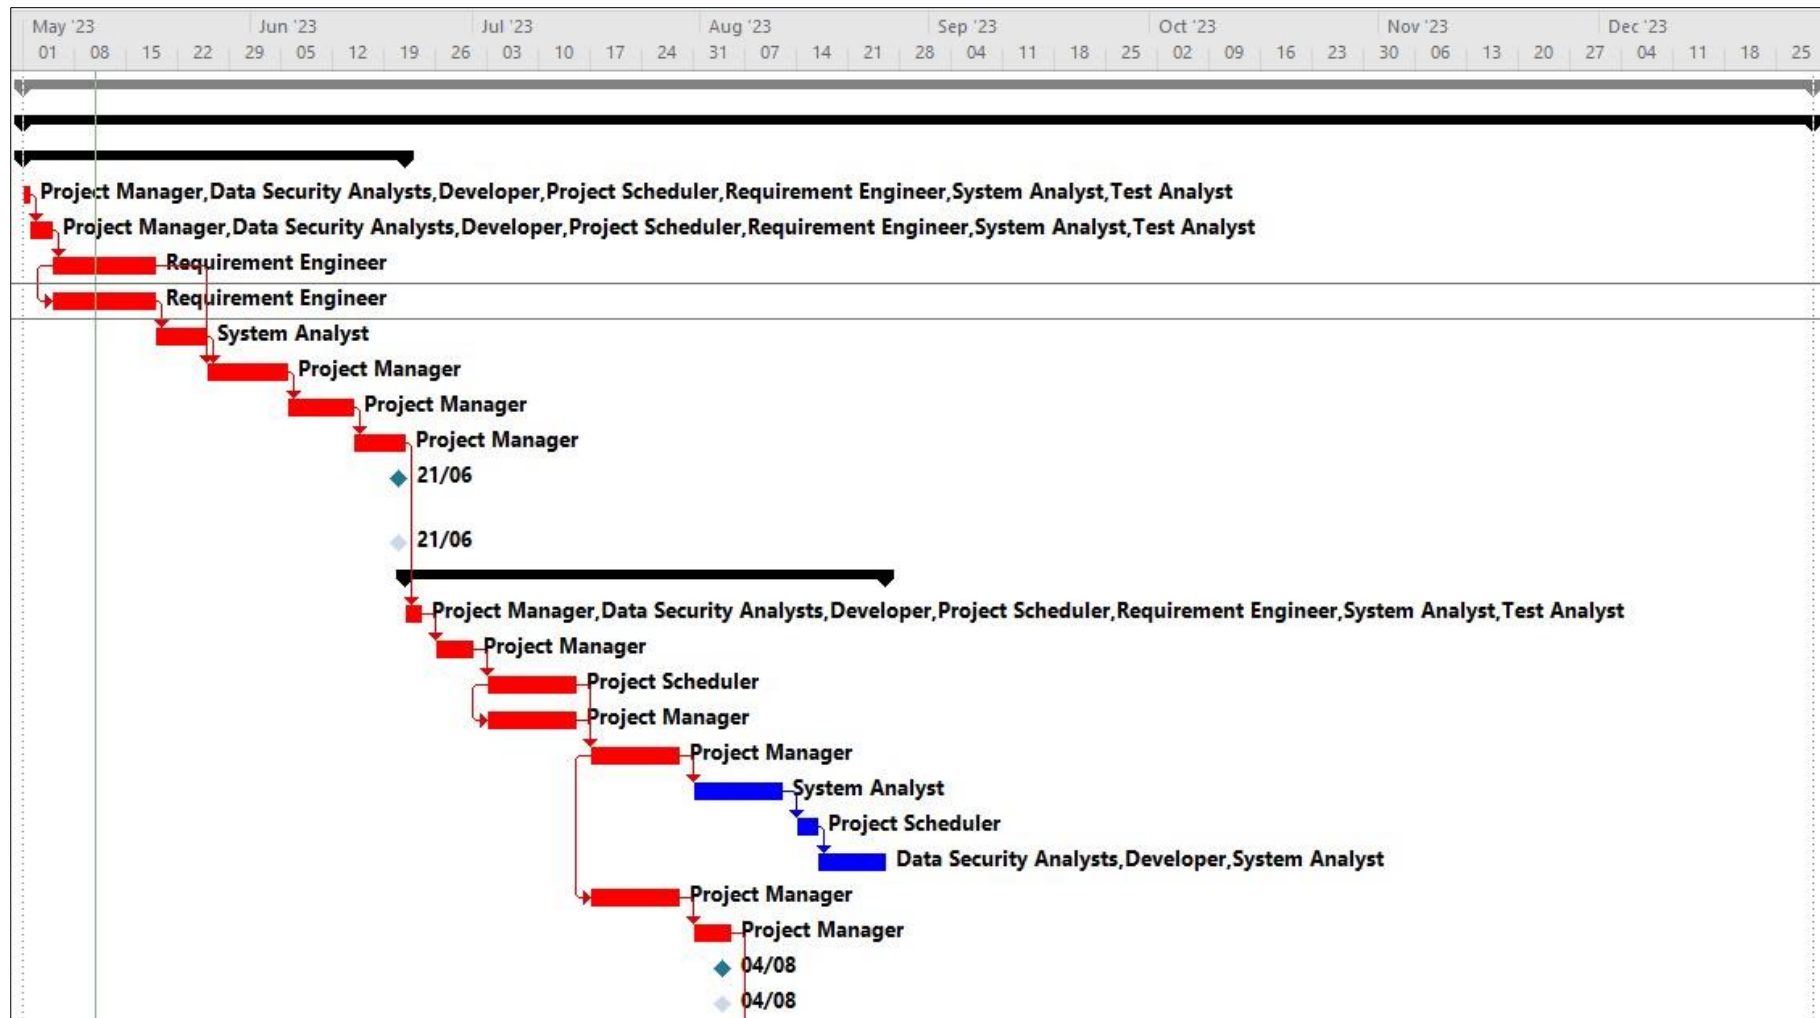 May '23 Jun '23 Jul '23 Aug '23 Sep '23 Oct '23 Nov '23 Dec '23
01 08 15 22 29 05 12 19 26 03 10 17 24 31 07 14 21 28 04 11 18 25 02 09 16 23 30 06 13 20 27 04 11 18 25
Project Manager,Data Security Analysts,Developer,Project Scheduler,Requirement Engineer,System Analyst,Test Analyst
Project Manager,Data Security Analysts,Developer,Project Scheduler,Requirement Engineer,System Analyst,Test Analyst
Requirement Engineer
Requirement Engineer
System Analyst
Project Manager
Project Manager
Project Manager
21/06
21/06
Project Manager,Data Security Analysts,Developer,Project Scheduler,Requirement Engineer,System Analyst,Test Analyst
Project Manager
Project Scheduler
Project Manager
Project Manager
System Analyst
Project Scheduler
Data Security Analysts,Developer,System Analyst
Project Manager
Project Manager
04/08
04/08